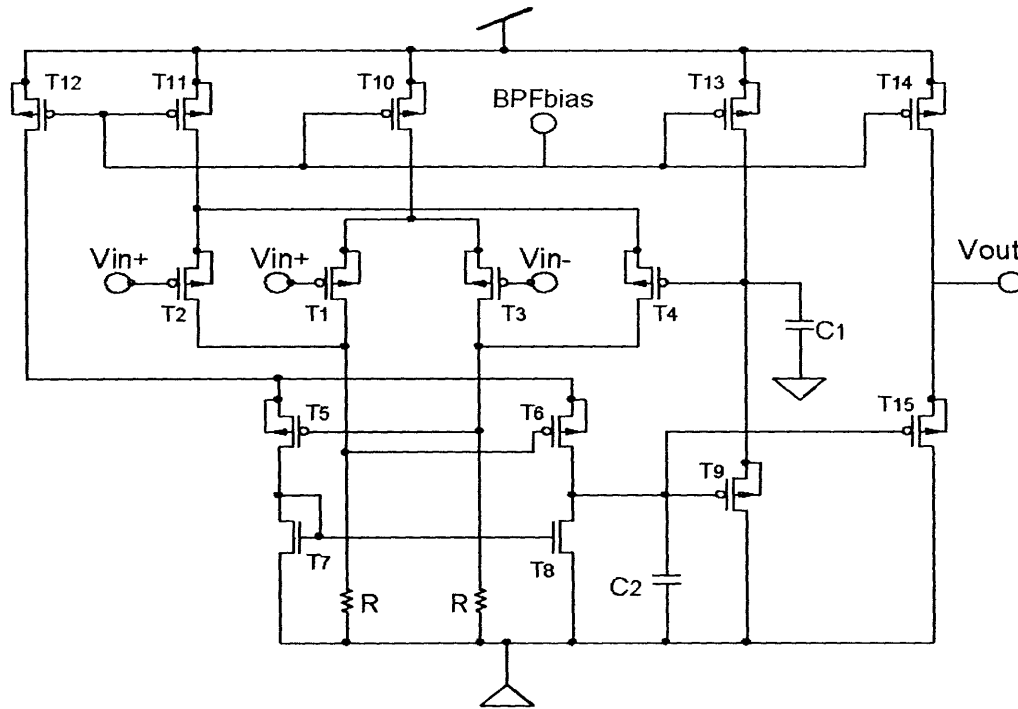 T12
T11
T10
BPFbias
T13
T14
Vin+
Vin+
Vin-
Vout
T2
T1
T3
T4
C1
T5
T6
T15
T9
T7
T8
C2
R
R